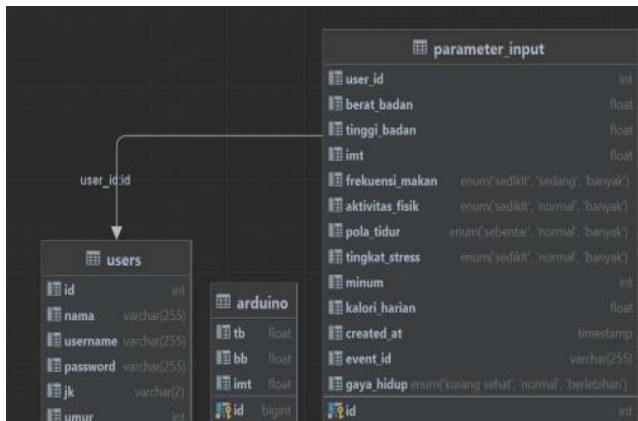 parameter_input
user_id int
berat_badan float
tinggi_badan float
imt float
frekuensi_makan enum('sedikit', 'sedang', 'banyak')
aktivitas_fisik enum('sedikit', 'normal', 'banyak')
pola_tidur enum('sebentar', 'normal', 'banyak')
tingkat_stress enum('sedikit', 'normal', 'banyak')
minum int
kalori_harian float
created_at timestamp
event_id varchar(255)
gaya_hidup enum('kurang sehat', 'normal', 'berlebihan')
id int
user_id:id
users
id int
nama varchar(255)
username varchar(255)
password varchar(255)
jk varchar(2)
umur int
arduino
tb float
bb float
imt float
id bigint